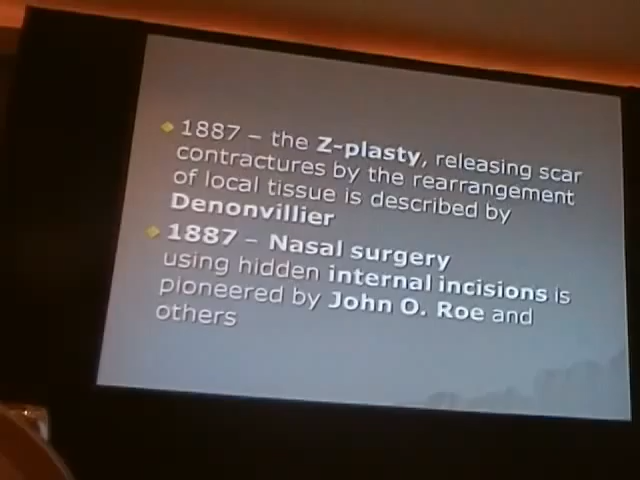 1887 – the Z-plasty, releasing scar
contractures by the rearrangement
of local tissue is described by
Denonvillier
1887 – Nasal surgery
using hidden internal incisions is
pioneered by John O. Roe and
others